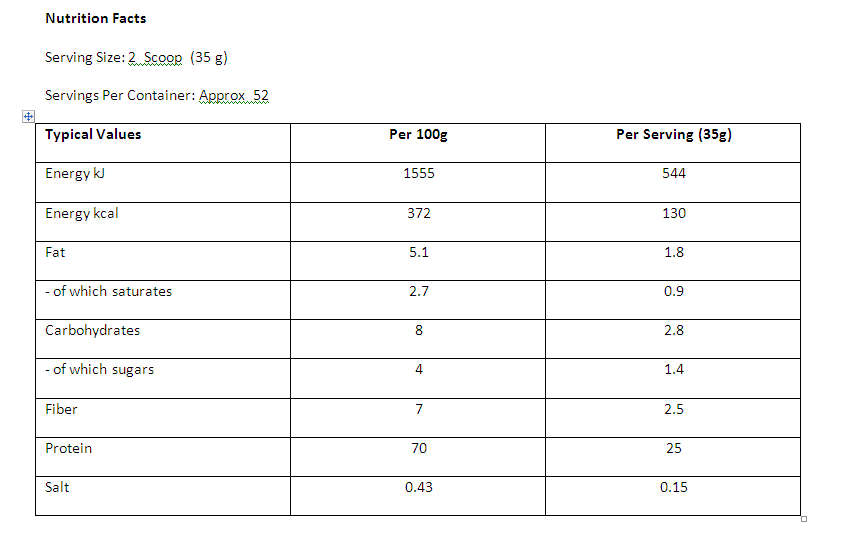 Nutrition Facts
Serving Size: 2 Scoop (35 g)
Servings Per Container: Approx 52
Typical Values Per 100g Per Serving (35g)
Energy kJ 1555 544
Energy kcal 372 130
Fat 5.1 1.8
- of which saturates 2.7 0.9
Carbohydrates 8 2.8
- of which sugars 4 1.4
Fiber 7 2.5
Protein 70 25
Salt 0.43 0.15